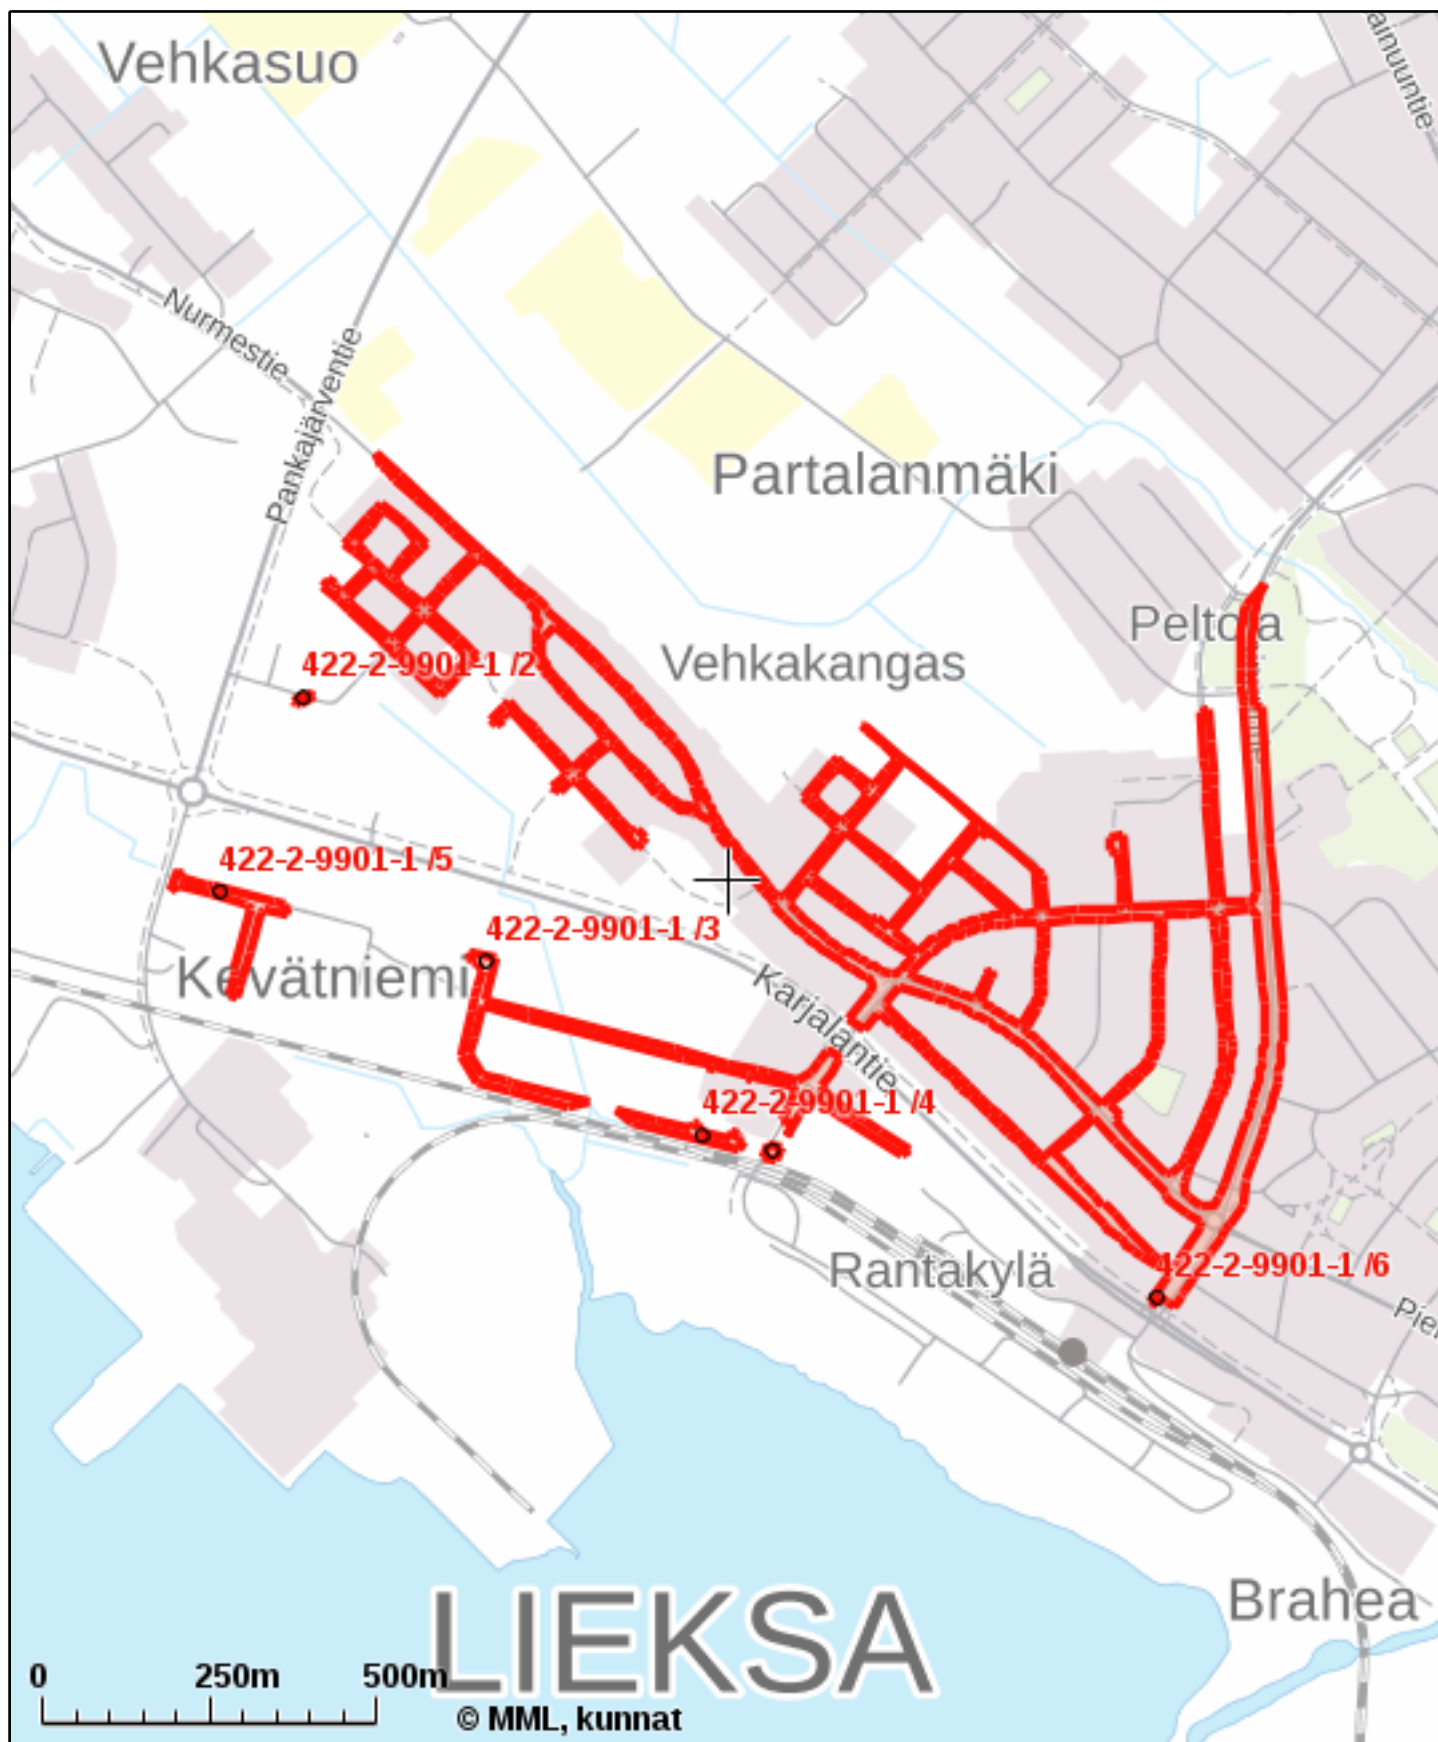 Vehkasuo
ainuuntie
Nurmestie
Pankajärventie
Partalanmäki
Peltola
Vehkakangas
422-2-9901-1 /2
422-2-9901-1 /5
422-2-9901-1 /3
Kevätniemi
Karjalantie
422-2-9901-1 /4
Rantakylä
422-2-9901-1 /6
Pie
Brahea
LIEKSA
0 250m 500m
© MML, kunnat